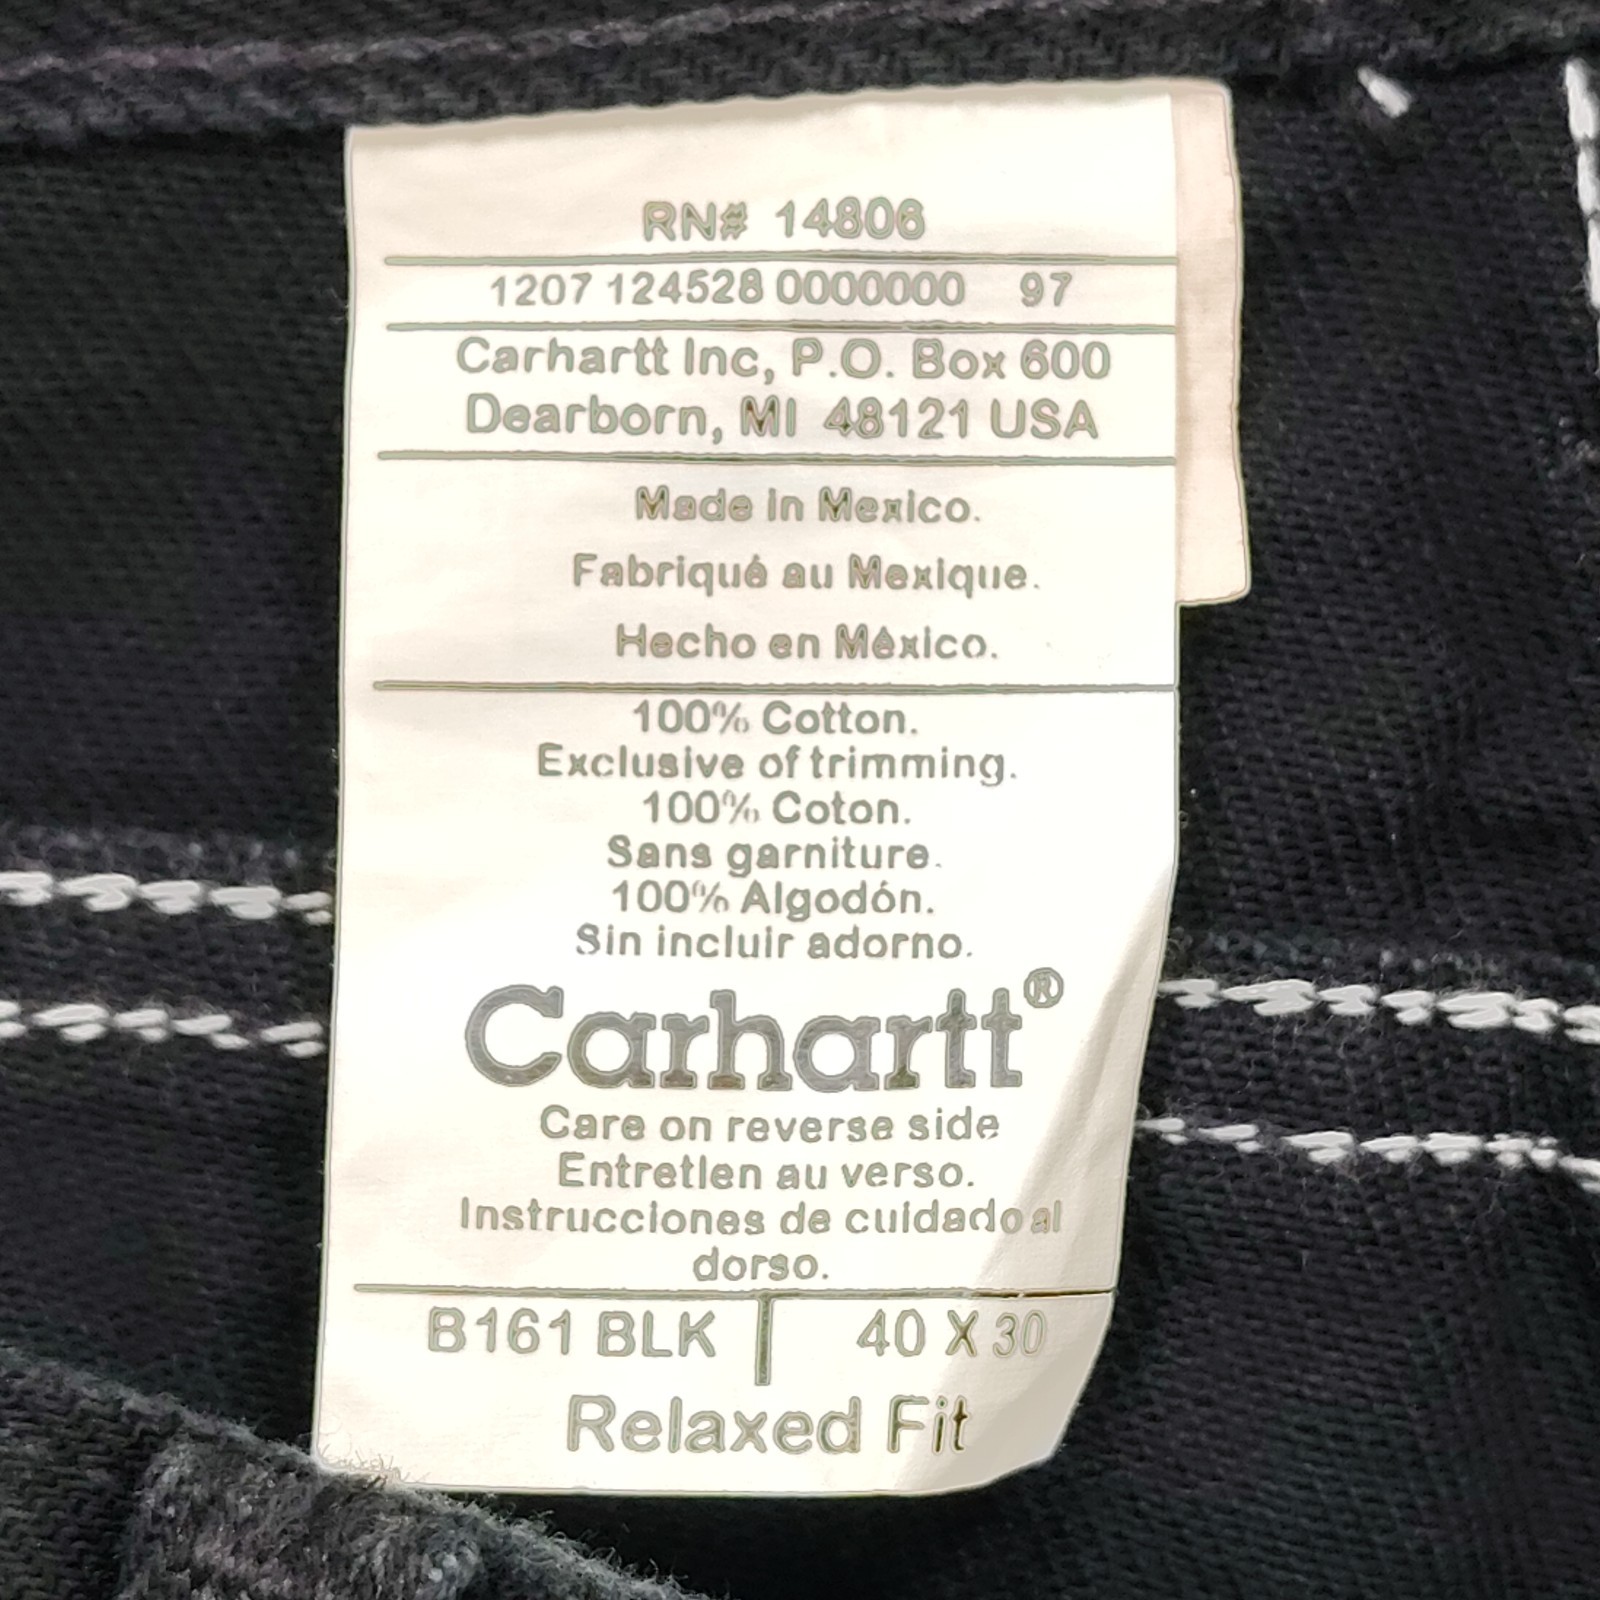 RN# 14806
1207 124528 0000000 97
Carhartt Inc, P.O. Box 600
Dearborn, MI 48121 USA
Made in Mexico.
Fabriqué au Mexique.
Hecho en México.
100% Cotton.
Exclusive of trimming.
100% Coton.
Sans garniture.
100% Algodón.
Sin incluir adorno.
Carhartt®
Care on reverse side
Entretien au verso.
Instrucciones de cuidado al
dorso.
B161 BLK 40 X 30
Relaxed Fit